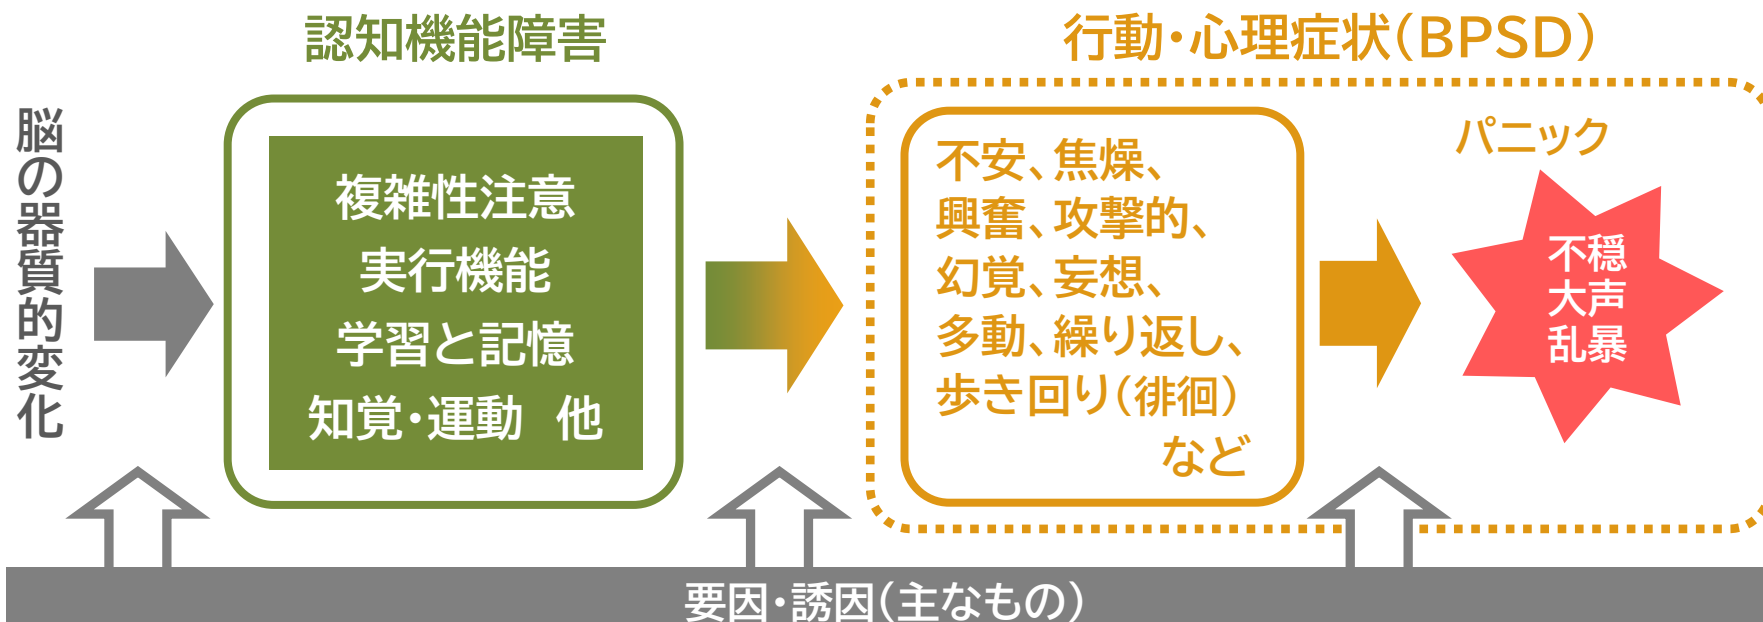 認知機能障害
行動・心理症状(BPSD)
脳の器質的変化
複雑性注意
実行機能
学習と記憶
知覚・運動　他
不安、焦燥、
興奮、攻撃的、
幻覚、妄想、
多動、繰り返し、
歩き回り(徘徊)
など
パニック
不穏
大声
乱暴
要因・誘因(主なもの)